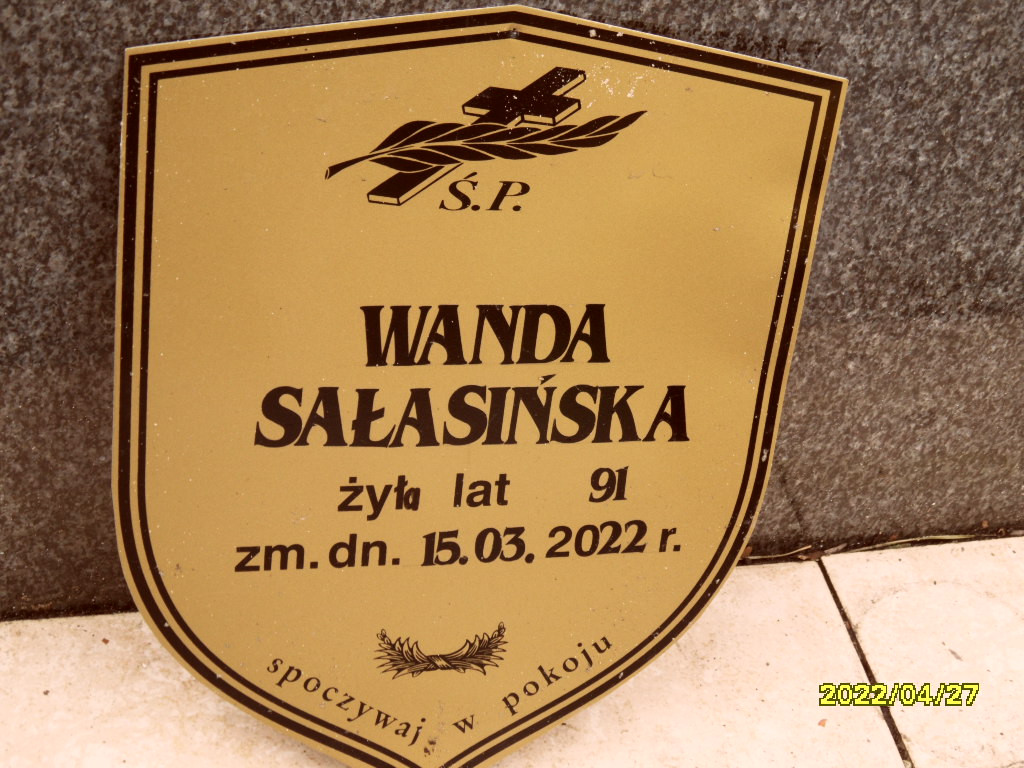 Ś.P.
WANDA
SAŁASIŃSKA
żyła lat 91
zm. dn. 15.03.2022 r.
spoczywaj w pokoju
2022/04/27